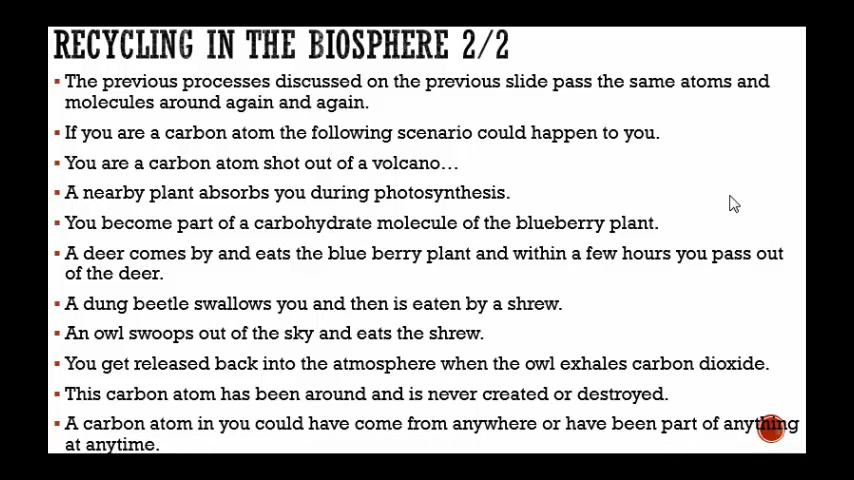 RECYCLING IN THE BIOSPHERE 2/2
▪ The previous processes discussed on the previous slide pass the same atoms and
molecules around again and again.
▪ If you are a carbon atom the following scenario could happen to you.
▪ You are a carbon atom shot out of a volcano…
▪ A nearby plant absorbs you during photosynthesis.
▪ You become part of a carbohydrate molecule of the blueberry plant.
▪ A deer comes by and eats the blue berry plant and within a few hours you pass out
of the deer.
▪ A dung beetle swallows you and then is eaten by a shrew.
▪ An owl swoops out of the sky and eats the shrew.
▪ You get released back into the atmosphere when the owl exhales carbon dioxide.
▪ This carbon atom has been around and is never created or destroyed.
▪ A carbon atom in you could have come from anywhere or have been part of anything
at anytime.